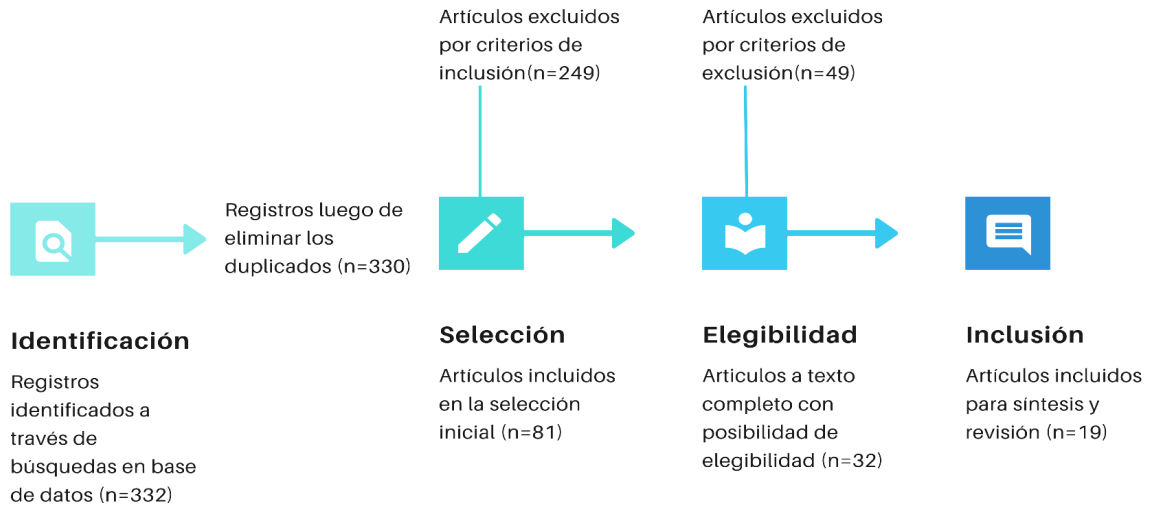 Artículos excluidos
por criterios de
inclusión(n=249)
Artículos excluidos
por criterios de
exclusión(n=49)
Registros luego de
eliminar los
duplicados (n=330)
Identificación
Registros
identificados a
través de
búsquedas en base
de datos (n=332)
Selección
Artículos incluidos
en la selección
inicial (n=81)
Elegibilidad
Articulos a texto
completo con
posibilidad de
elegibilidad (n=32)
Inclusión
Artículos incluidos
para síntesis y
revisión (n=19)